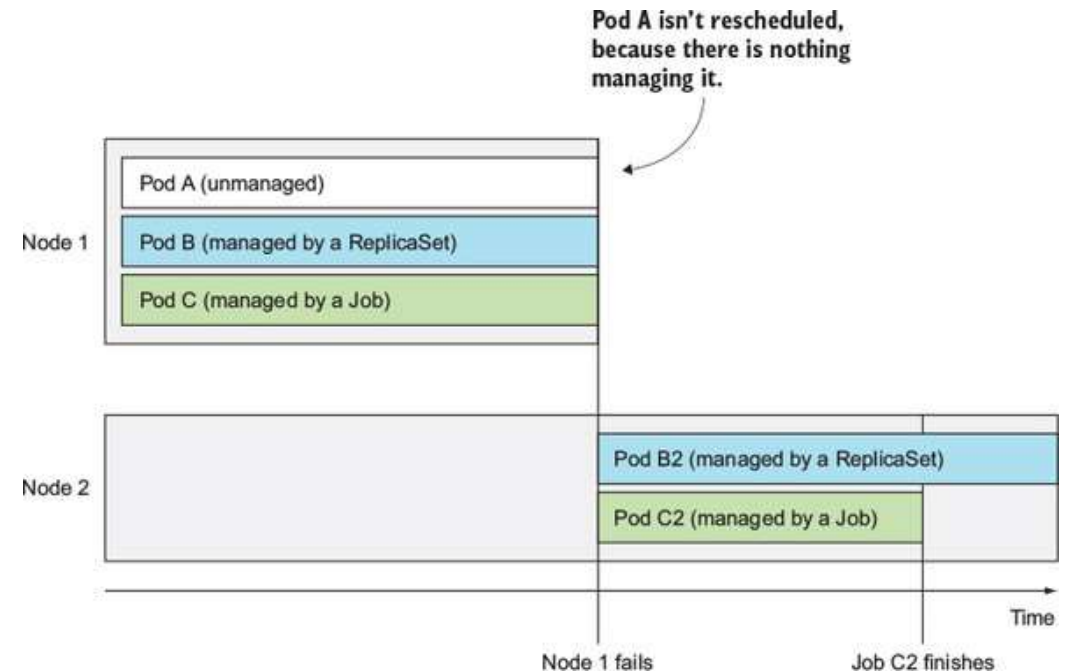 Pod A isn't rescheduled,
because there is nothing
managing it.
Node 1
Pod A (unmanaged)
Pod B (managed by a ReplicaSet)
Pod C (managed by a Job)
Node 2
Pod B2 (managed by a ReplicaSet)
Pod C2 (managed by a Job)
Time
Node 1 fails
Job C2 finishes